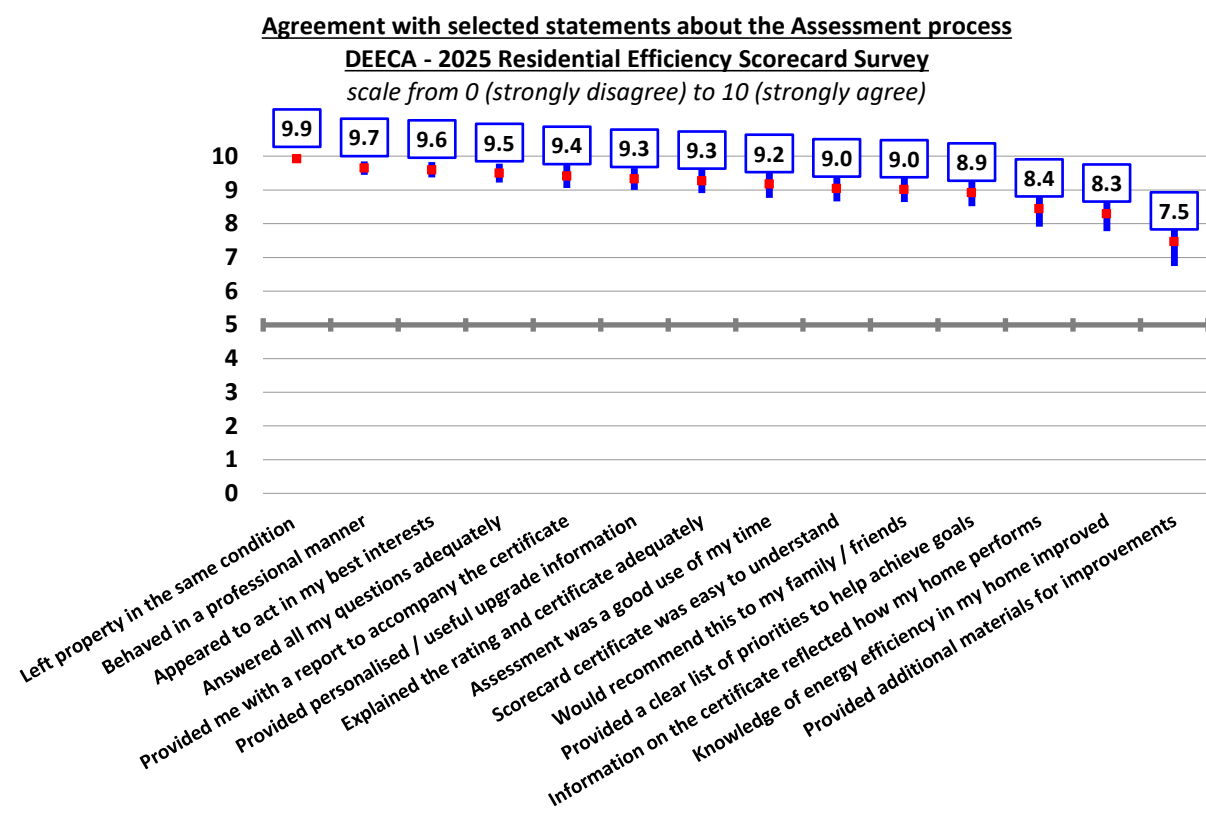 Agreement with selected statements about the Assessment process
DEECA - 2025 Residential Efficiency Scorecard Survey
scale from 0 (strongly disagree) to 10 (strongly agree)
9.9
9.7
9.6
9.5
9.4
9.3
9.3
9.2
9.0
9.0
8.9
8.4
8.3
7.5
10
9
8
7
6
5
4
3
2
1
0
Left property in the same condition
Behaved in a professional manner
Appeared to act in my best interests
Answered all my questions adequately
Provided me with a report to accompany the certificate
Provided personalised / useful upgrade information
Explained the rating and certificate adequately
Assessment was a good use of my time
Scorecard certificate was easy to understand
Would recommend this to my family / friends
Provided a clear list of priorities to help achieve goals
Information on the certificate reflected how my home performs
Knowledge of energy efficiency in my home improved
Provided additional materials for improvements